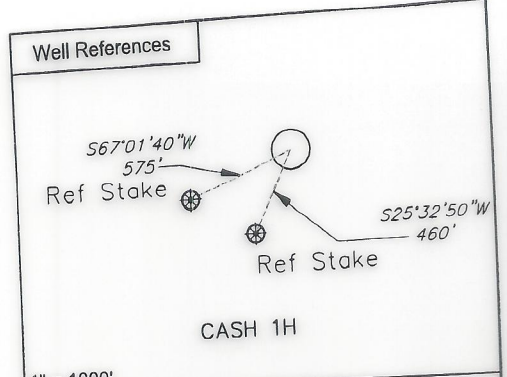 Well References
S67°01'40"W
575'
Ref Stake
S25°32'50"W
460'
Ref Stake
CASH 1H